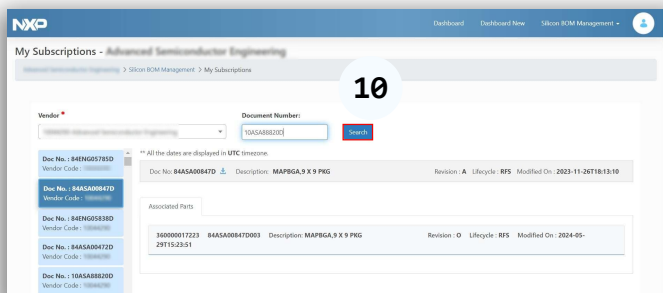 NXP
Dashboard Dashboard New Silicon BOM Management
My Subscriptions -
> Silicon BOM Management > My Subscriptions
10
Vendor * Document Number:
10ASA88820D Search
** All the dates are displayed in UTC timezone.
Doc No. : 84ENG05785D
Vendor Code :
Doc No. : 84ASA00847D
Vendor Code :
Doc No. : 84ENG05838D
Vendor Code :
Doc No. : 84ASA00472D
Vendor Code :
Doc No. : 10ASA88820D
Vendor Code :
Doc No: 84ASA00847D Description: MAPBGA,9 X 9 PKG Revision : A Lifecycle : RFS Modified On : 2023-11-26T18:13:10
Associated Parts
360000017223 84ASA00847D003 Description: MAPBGA,9 X 9 PKG Revision : O Lifecycle : RFS Modified On : 2024-05-
29T15:23:51